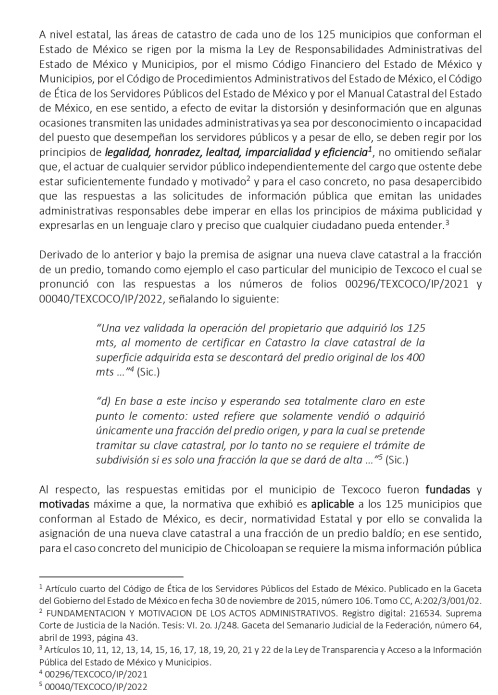 A nivel estatal, las áreas de catastro de cada uno de los 125 municipios que conforman el
Estado de México se rigen por la misma la Ley de Responsabilidades Administrativas del
Estado de México y Municipios, por el mismo Código Financiero del Estado de México y
Municipios, por el Código de Procedimientos Administrativos del Estado de México, el Código
de Ética de los Servidores Públicos del Estado de México y por el Manual Catastral del Estado
de México, en ese sentido, a efecto de evitar la distorsión y desinformación que en algunas
ocasiones transmiten las unidades administrativas ya sea por desconocimiento o incapacidad
del puesto que desempeñan los servidores públicos y a pesar de ello, se deben regir por los
principios de legalidad, honradez, lealtad, imparcialidad y eficiencia¹, no omitiendo señalar
que, el actuar de cualquier servidor público independientemente del cargo que ostente debe
estar suficientemente fundado y motivado² y para el caso concreto, no pasa desapercibido
que las respuestas a las solicitudes de información pública que emitan las unidades
administrativas responsables debe imperar en ellas los principios de máxima publicidad y
expresarlas en un lenguaje claro y preciso que cualquier ciudadano pueda entender.³
Derivado de lo anterior y bajo la premisa de asignar una nueva clave catastral a la fracción
de un predio, tomando como ejemplo el caso particular del municipio de Texcoco el cual se
pronunció con las respuestas a los números de folios 00296/TEXCOCO/IP/2021 y
00040/TEXCOCO/IP/2022, señalando lo siguiente:
"Una vez validada la operación del propietario que adquirió los 125
mts, al momento de certificar en Catastro la clave catastral de la
superficie adquirida esta se descontará del predio original de los 400
mts ..."⁴ (Sic.)
"d) En base a este inciso y esperando sea totalmente claro en este
punto le comento: usted refiere que solamente vendió o adquirió
únicamente una fracción del predio origen, y para la cual se pretende
tramitar su clave catastral, por lo tanto no se requiere el trámite de
subdivisión si es solo una fracción la que se dará de alta ..."⁵ (Sic.)
Al respecto, las respuestas emitidas por el municipio de Texcoco fueron fundadas y
motivadas máxime a que, la normativa que exhibió es aplicable a los 125 municipios que
conforman al Estado de México, es decir, normatividad Estatal y por ello se convalida la
asignación de una nueva clave catastral a una fracción de un predio baldío; en ese sentido,
para el caso concreto del municipio de Chicoloapan se requiere la misma información pública
¹ Artículo cuarto del Código de Ética de los Servidores Públicos del Estado de México. Publicado en la Gaceta
del Gobierno del Estado de México en fecha 30 de noviembre de 2015, número 106. Tomo CC, A:202/3/001/02.
² FUNDAMENTACION Y MOTIVACION DE LOS ACTOS ADMINISTRATIVOS. Registro digital: 216534. Suprema
Corte de Justicia de la Nación. Tesis: VI. 2o. J/248. Gaceta del Semanario Judicial de la Federación, número 64,
abril de 1993, página 43.
³ Artículos 10, 11, 12, 13, 14, 15, 16, 17, 18, 19, 20, 21 y 22 de la Ley de Transparencia y Acceso a la Información
Pública del Estado de México y Municipios.
⁴ 00296/TEXCOCO/IP/2021
⁵ 00040/TEXCOCO/IP/2022